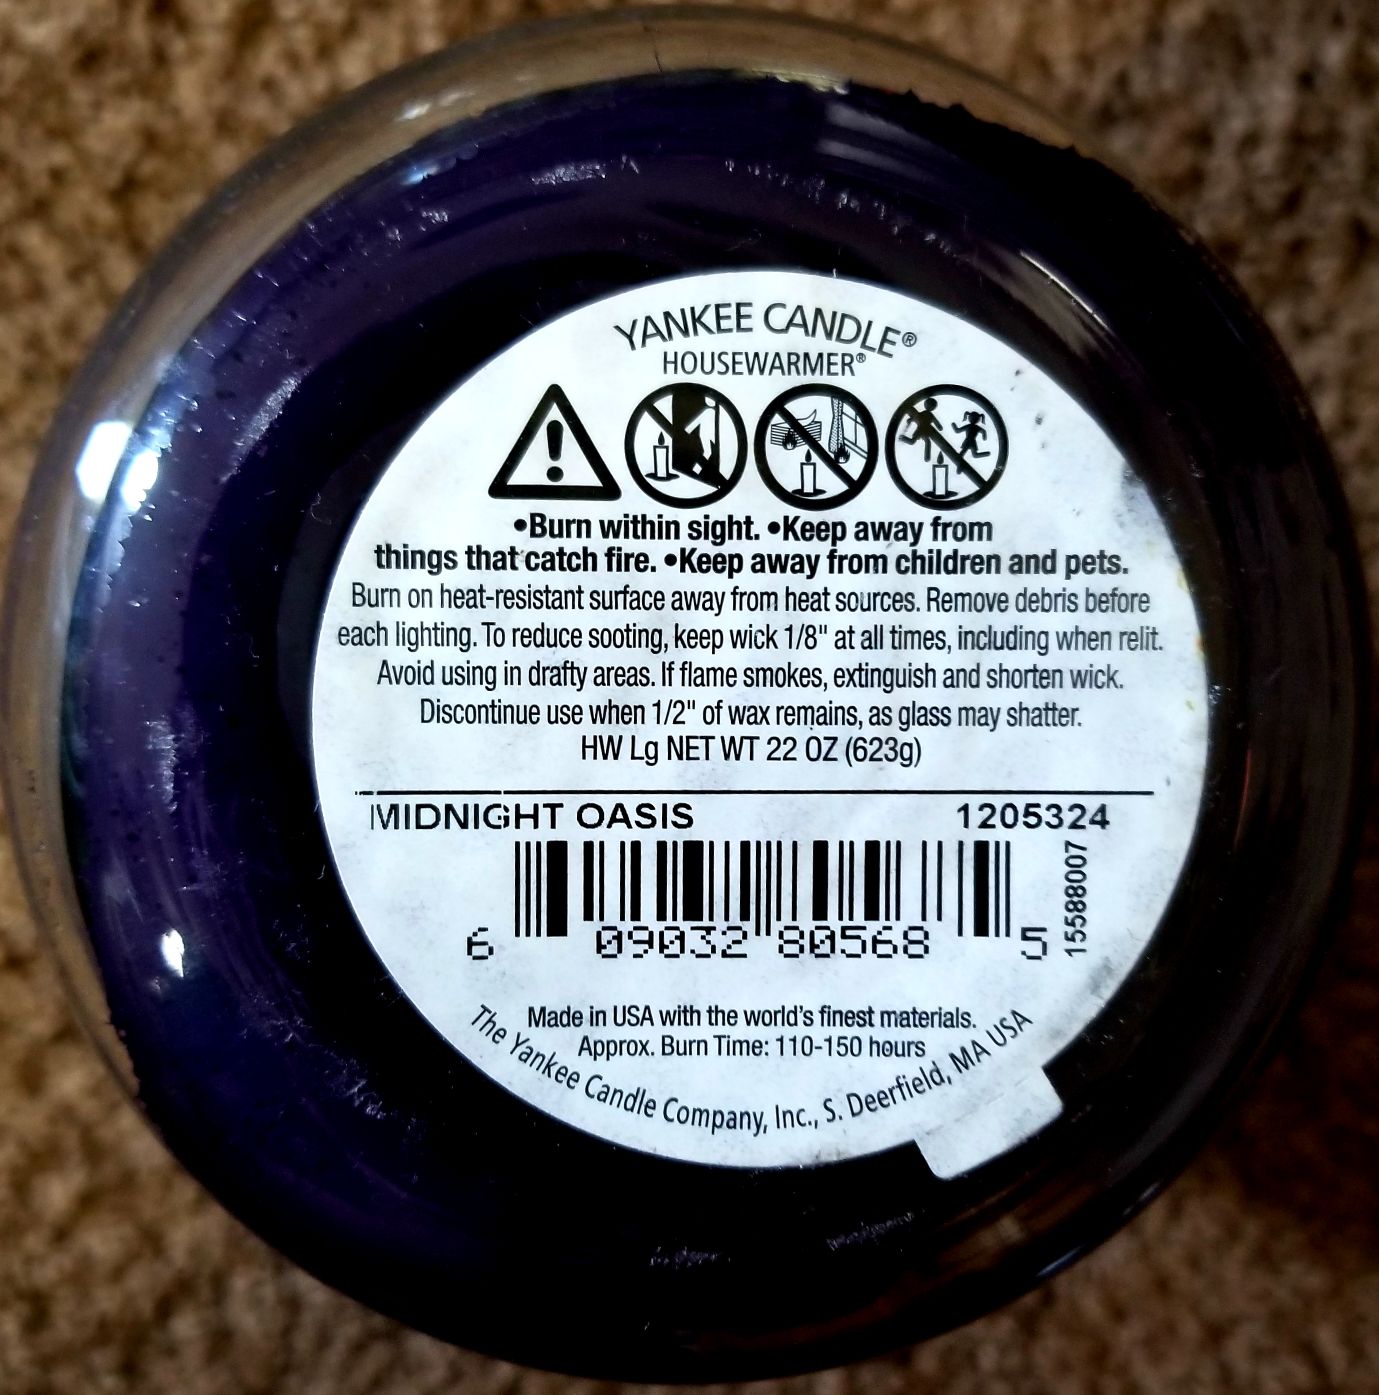 YANKEE CANDLE®
HOUSEWARMER®
•Burn within sight. •Keep away from
things that catch fire. •Keep away from children and pets.
Burn on heat-resistant surface away from heat sources. Remove debris before
each lighting. To reduce sooting, keep wick 1/8" at all times, including when relit.
Avoid using in drafty areas. If flame smokes, extinguish and shorten wick.
Discontinue use when 1/2" of wax remains, as glass may shatter.
HW Lg NET WT 22 OZ (623g)
MIDNIGHT OASIS 1205324
6 09032 80568 5
15588007
Made in USA with the world's finest materials.
Approx. Burn Time: 110-150 hours
The Yankee Candle Company, Inc., S. Deerfield, MA USA